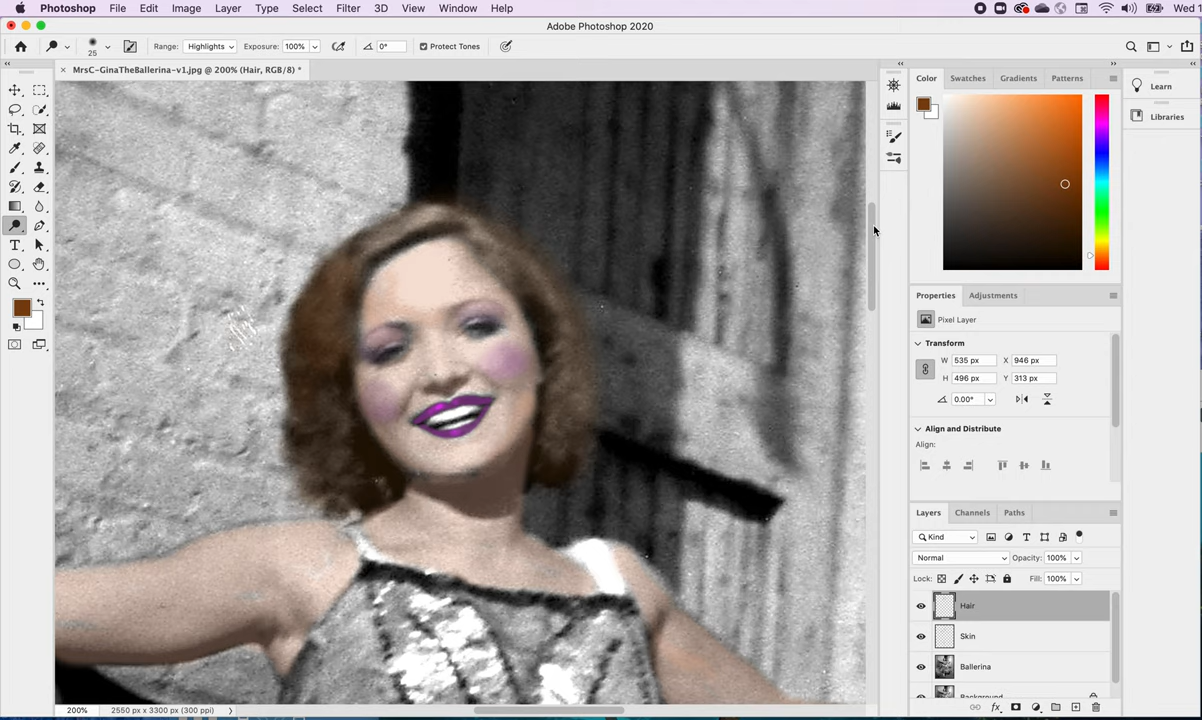 Photoshop File Edit Image Layer Type Select Filter 3D View Window Help Wed 1
Adobe Photoshop 2020
25 Range: Highlights Exposure: 100% 0° Protect Tones
× MrsC-GinaTheBallerina-v1.jpg @ 200% (Hair, RGB/8) *
Color Swatches Gradients Patterns
Learn
Libraries
Properties Adjustments
Pixel Layer
Transform
W 535 px X 946 px
H 496 px Y 313 px
0.00°
Align and Distribute
Align:
Layers Channels Paths
Kind
Normal Opacity: 100%
Lock: Fill: 100%
Hair
Skin
Ballerina
Background
200% 2550 px x 3300 px (300 ppi)